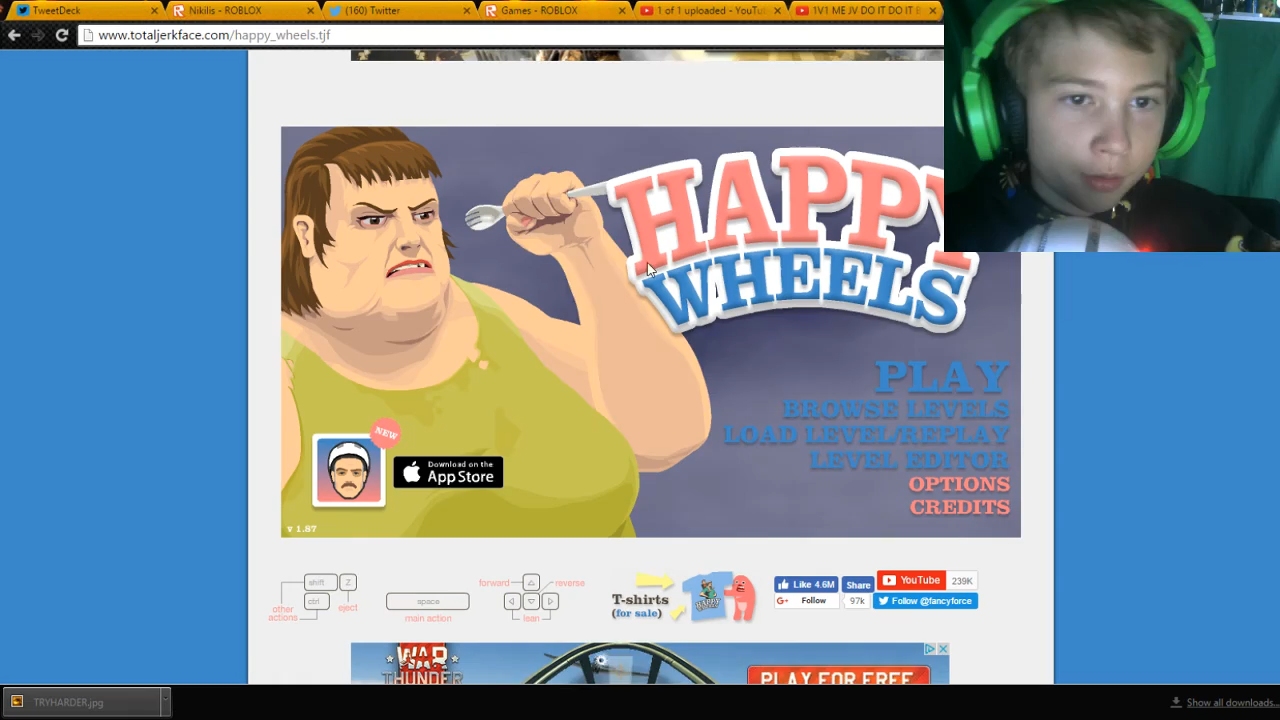 TweetDeck
Nikilis - ROBLOX
(160) Twitter
Games - ROBLOX
1 of 1 uploaded - YouTu
1V1 ME JV DO IT DO IT
www.totaljerkface.com/happy_wheels.tjf
HAPPY
WHEELS
PLAY
BROWSE LEVELS
LOAD LEVEL/REPLAY
LEVEL EDITOR
OPTIONS
CREDITS
NEW
Download on the
App Store
v 1.87
shift
Z
ctrl
eject
other
actions
space
main action
forward
reverse
lean
T-shirts
(for sale)
Like 4.6M
Share
YouTube
239K
G+ Follow
97k
Follow @fancyforce
WAR
THUNDER
PLAY FOR FREE
TRYHARDER.jpg
Show all downloads...